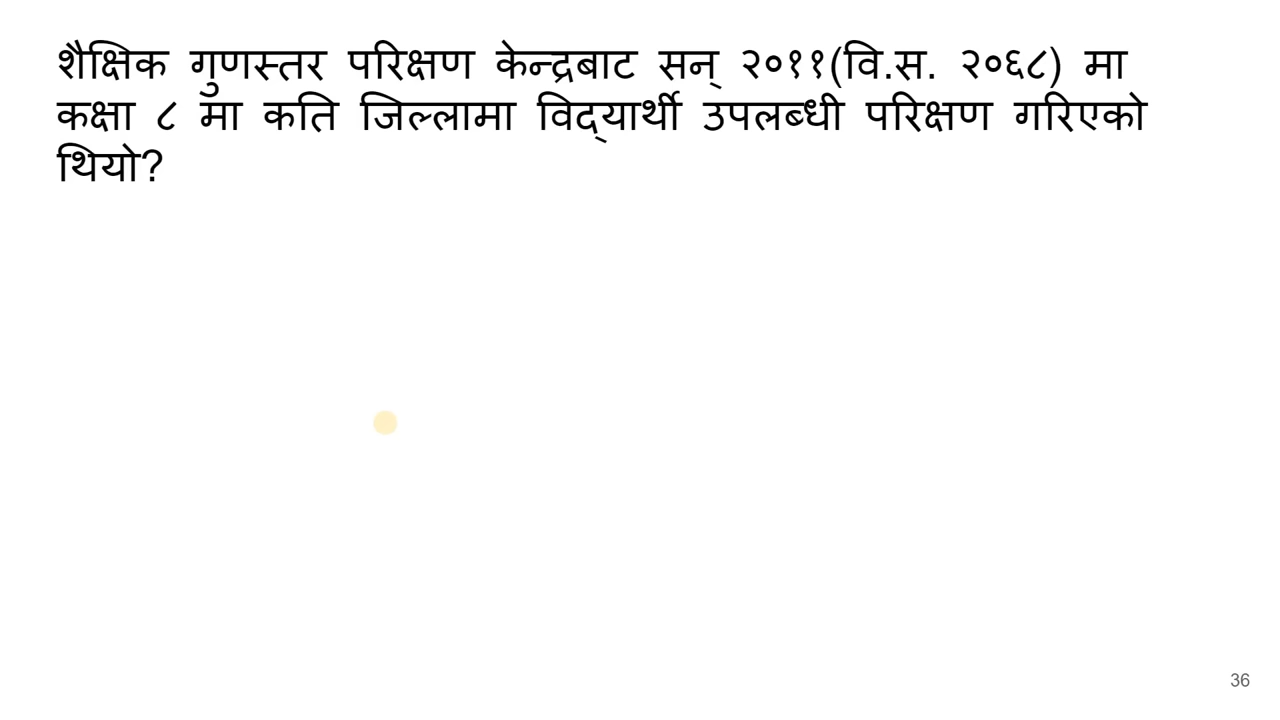 शैक्षिक गुणस्तर परिक्षण केन्द्रबाट सन् २०११(वि.स. २०६८) मा
कक्षा ८ मा कति जिल्लामा विद्यार्थी उपलब्धी परिक्षण गरिएको
थियो?
36